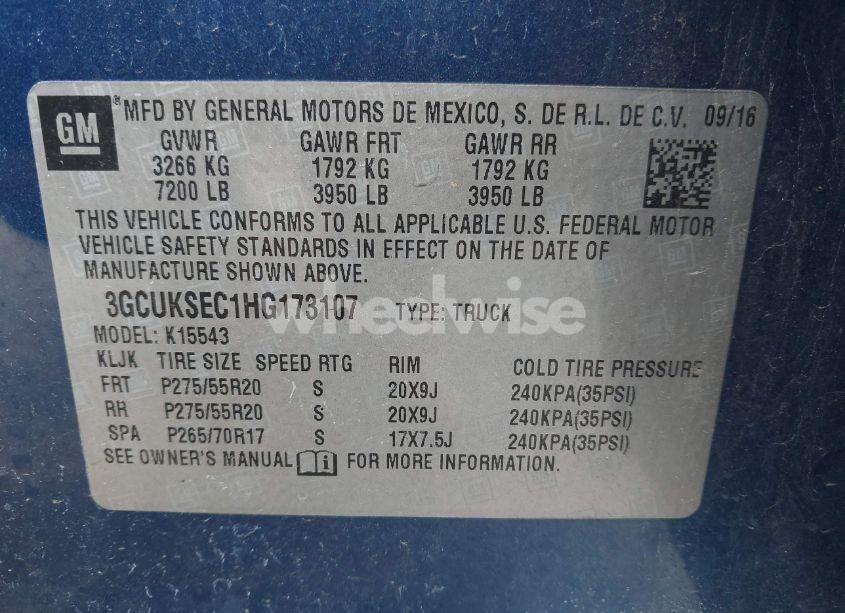 GM
® MFD BY GENERAL MOTORS DE MEXICO, S. DE R.L. DE C.V. 09/16
GVWR GAWR FRT GAWR RR
3266 KG 1792 KG 1792 KG
7200 LB 3950 LB 3950 LB
THIS VEHICLE CONFORMS TO ALL APPLICABLE U.S. FEDERAL MOTOR
VEHICLE SAFETY STANDARDS IN EFFECT ON THE DATE OF
MANUFACTURE SHOWN ABOVE.
3GCUKSEC1HG173107 TYPE: TRUCK
wheelwise
MODEL: K15543
KLJK TIRE SIZE SPEED RTG RIM COLD TIRE PRESSURE
FRT P275/55R20 S 20X9J 240KPA(35PSI)
RR P275/55R20 S 20X9J 240KPA(35PSI)
SPA P265/70R17 S 17X7.5J 240KPA(35PSI)
SEE OWNER'S MANUAL i FOR MORE INFORMATION.